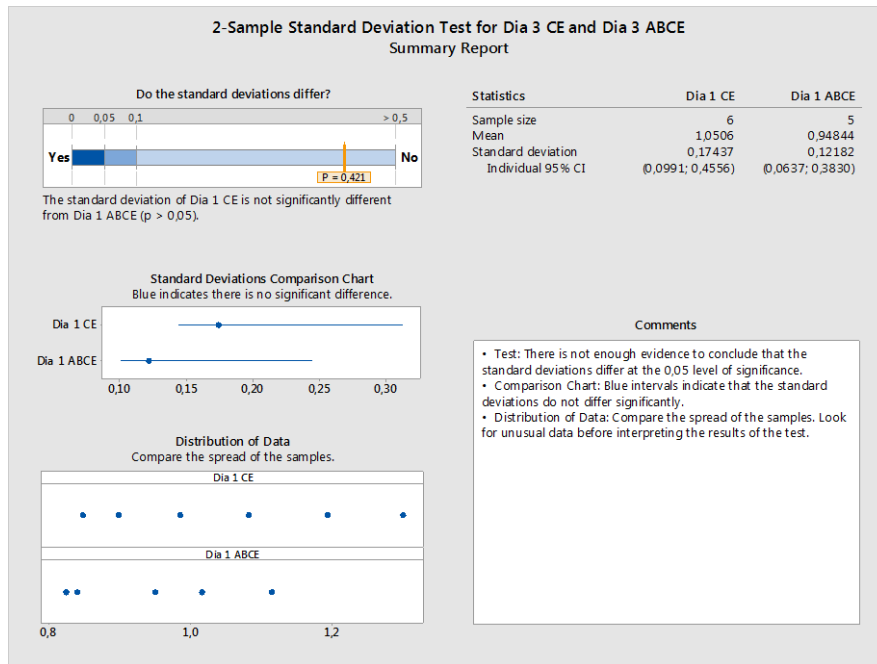 2-Sample Standard Deviation Test for Dia 3 CE and Dia 3 ABCE
Summary Report
Do the standard deviations differ?
0 0,05 0,1 > 0,5
Yes No
P = 0,421
The standard deviation of Dia 1 CE is not significantly different
from Dia 1 ABCE (p > 0,05).
Statistics Dia 1 CE Dia 1 ABCE
Sample size 6 5
Mean 1,0506 0,94844
Standard deviation 0,17437 0,12182
Individual 95% CI (0,0991; 0,4556) (0,0637; 0,3830)
Standard Deviations Comparison Chart
Blue indicates there is no significant difference.
Dia 1 CE
Dia 1 ABCE
0,10 0,15 0,20 0,25 0,30
Distribution of Data
Compare the spread of the samples.
Dia 1 CE
Dia 1 ABCE
0,8 1,0 1,2
Comments
• Test: There is not enough evidence to conclude that the
standard deviations differ at the 0,05 level of significance.
• Comparison Chart: Blue intervals indicate that the standard
deviations do not differ significantly.
• Distribution of Data: Compare the spread of the samples. Look
for unusual data before interpreting the results of the test.